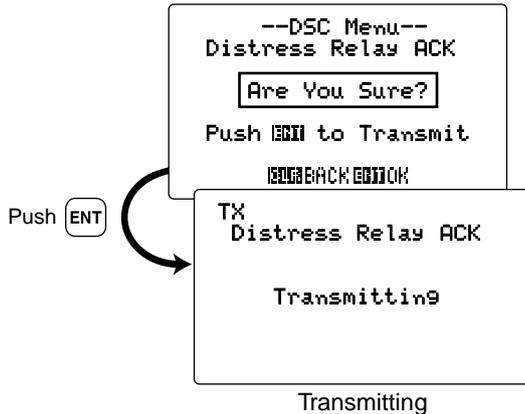 --DSC Menu--
Distress Relay ACK
Are You Sure?
Push ENT to Transmit
CLR BACK ENT OK
Push ENT
TX
Distress Relay ACK
Transmitting
Transmitting